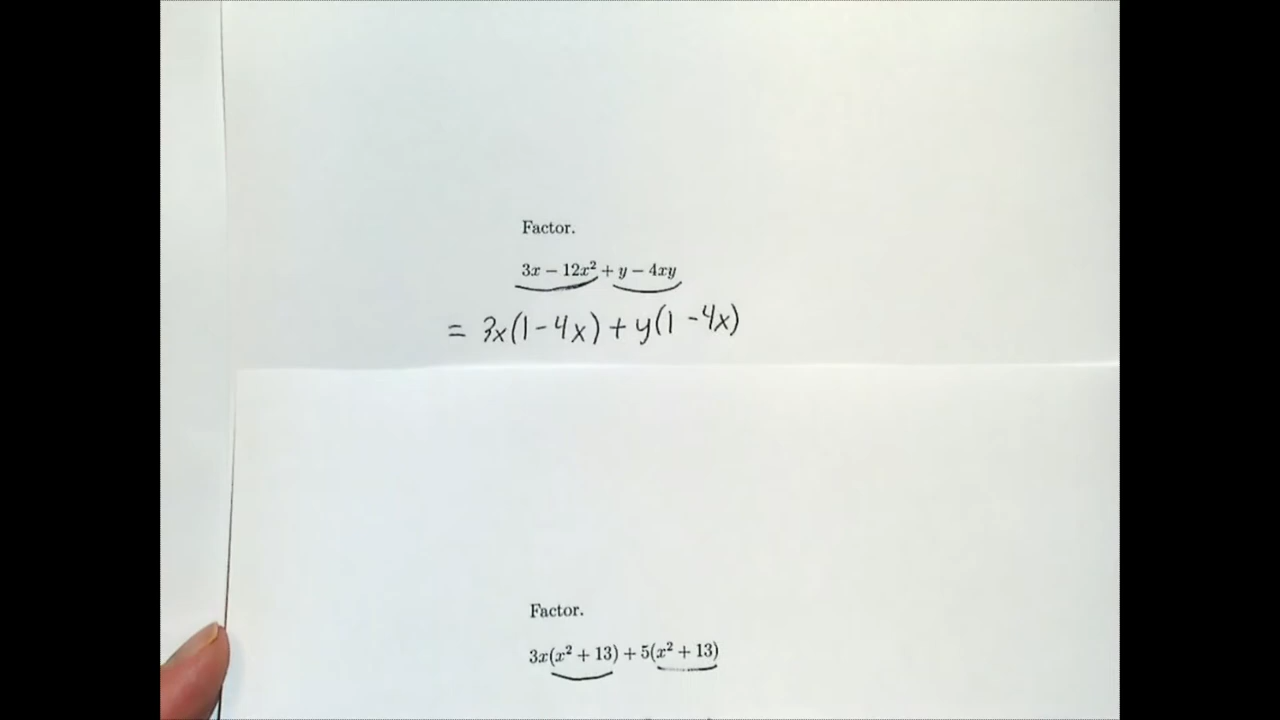 Factor.
3x − 12x² + y − 4xy
= 3x(1 - 4x) + y(1 - 4x)
Factor.
3x(x² + 13) + 5(x² + 13)